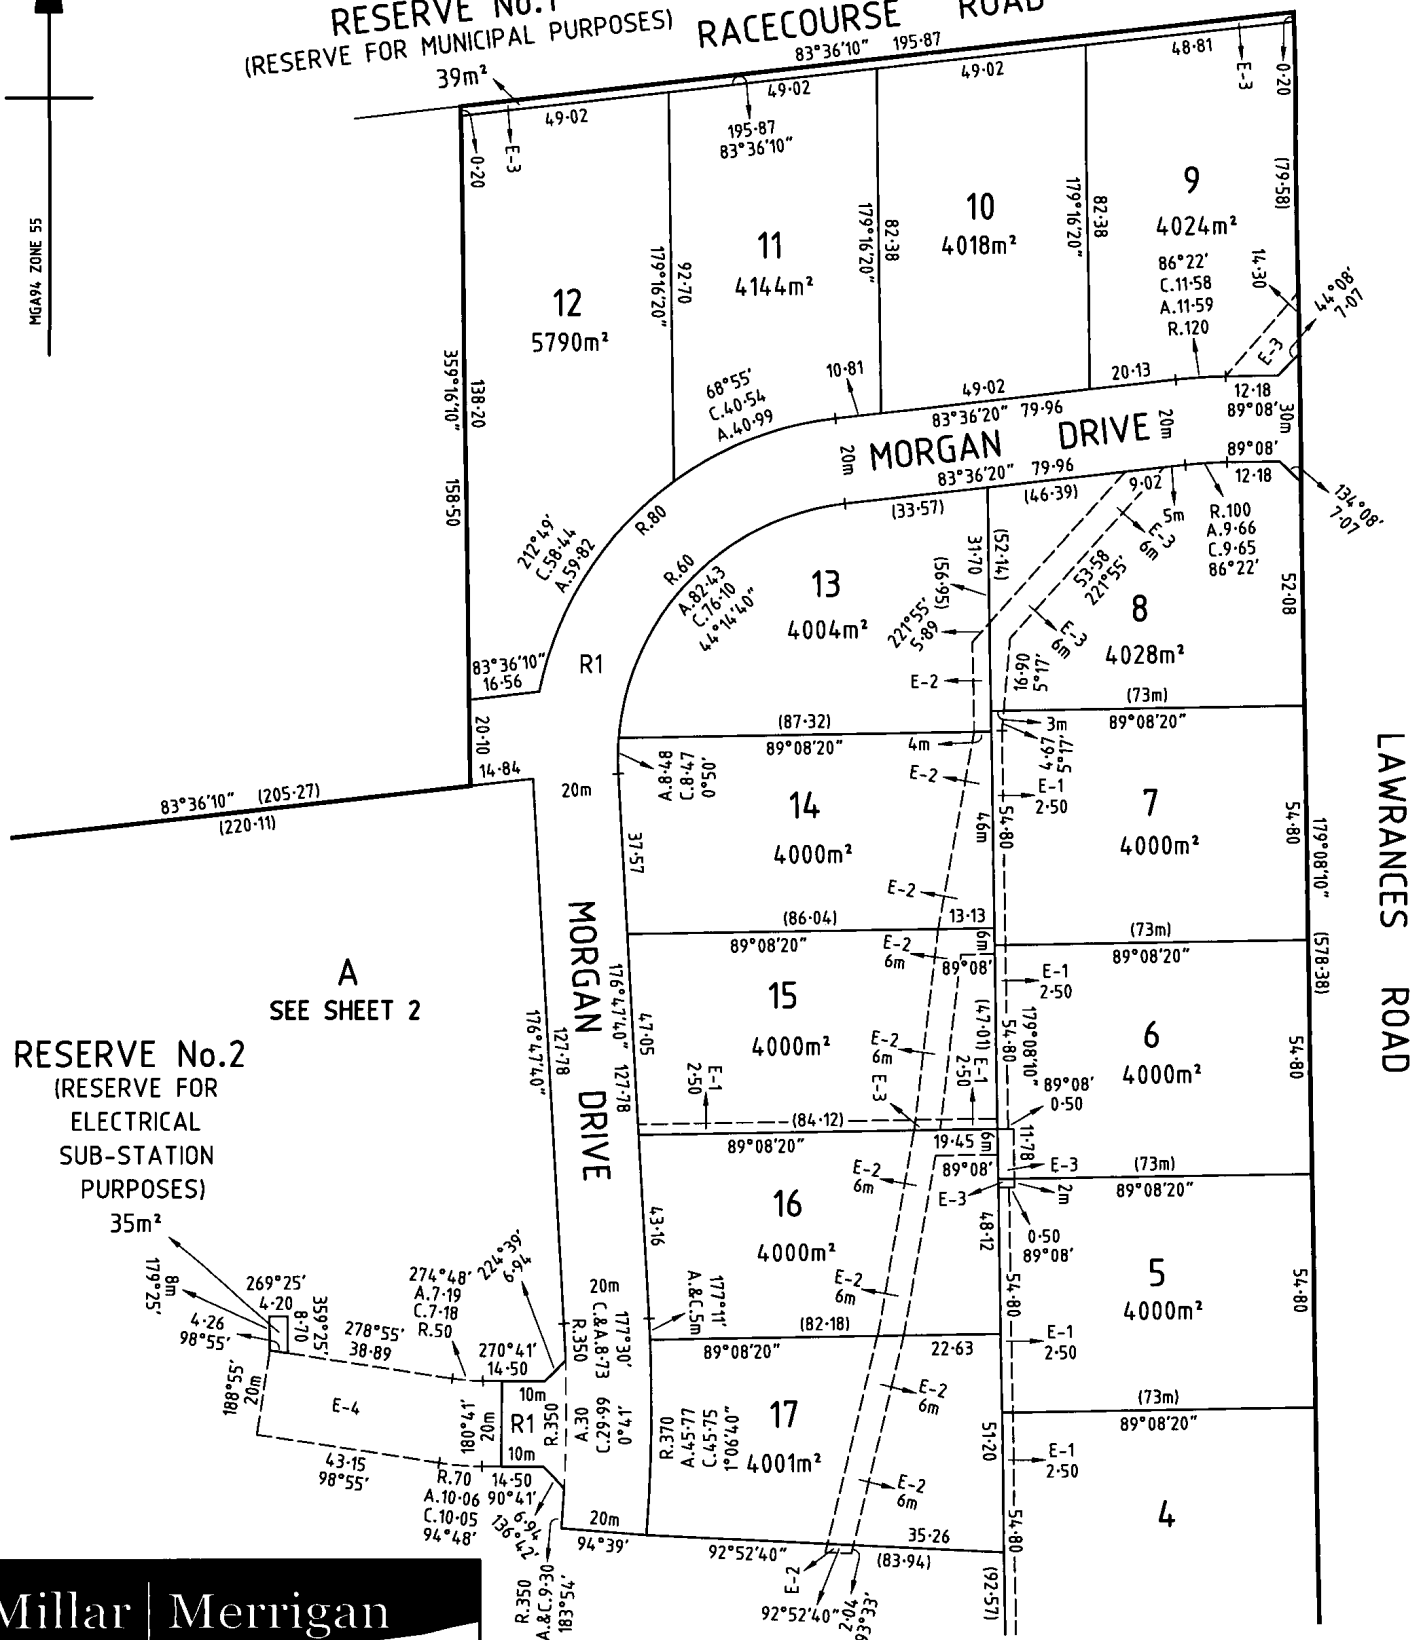 RESERVE No.1
(RESERVE FOR MUNICIPAL PURPOSES)
39m²
RACECOURSE ROAD
83°36'10" 195·87
49·02
49·02
49·02
48·81
195·87
83°36'10"
0·20
E-3
E-3
0·20
MGA94 ZONE 55
12
5790m²
11
4144m²
10
4018m²
9
4024m²
86°22'
C.11·58
A.11·59
R.120
(79·58)
14·30
44°08'
7·07
E-3
359°16'10"
138·20
158·50
179°16'20"
92·70
179°16'20"
82·38
179°16'20"
82·38
68°55'
C.40·54
A.40·99
10·81
49·02
20·13
12·18
89°08'
30m
83°36'20" 79·96
20m
MORGAN DRIVE
20m
83°36'20" 79·96
89°08'
12·18
(33·57)
(46·39)
9·02
5m
134°08'
7·07
R.100
A.9·66
C.9·65
86°22'
212°49'
C.58·44
A.59·82
R.80
R.60
A.82·43
C.76·10
44°14'40"
13
4004m²
31·70
(52·14)
(56·95)
221°55'
5·89
E-3
6m
53·58
221°55'
E-3
6m
8
4028m²
52·08
16·90
5°17'
E-2
83°36'10"
16·56
R1
20·10
14·84
(87·32)
89°08'20"
4m
(73m)
89°08'20"
3m
4·97
5°17'
83°36'10" (205·27)
(220·11)
20m
A.8·48
C.8·47
0°50'
E-2
E-1
2·50
14
4000m²
7
4000m²
37·57
46m
54·80
54·80
179°08'10"
(578·38)
LAWRANCES ROAD
E-2
(86·04)
13·13
89°08'20"
6m
89°08'
(73m)
89°08'20"
E-2
6m
E-1
2·50
A
SEE SHEET 2
MORGAN DRIVE
176°47'40"
127·78
176°47'40" 127·78
47·05
15
4000m²
(47·01)
54·80
179°08'10"
6
4000m²
54·80
E-2
6m
E-3
E-1
2·50
E-1
2·50
89°08'
0·50
(84·12)
89°08'20"
19·45
6m
89°08'
11·78
E-3
(73m)
89°08'20"
2m
E-3
0·50
89°08'
RESERVE No.2
(RESERVE FOR
ELECTRICAL
SUB-STATION
PURPOSES)
35m²
E-2
6m
16
4000m²
43·16
48·12
5
4000m²
54·80
54·80
E-2
6m
20m
177°11'
A.&C.5m
(82·18)
89°08'20"
22·63
E-1
2·50
(73m)
89°08'20"
8m
179°25'
269°25'
4·20
8·70
359°25'
4·26
98°55'
278°55'
38·89
274°48'
A.7·19
C.7·18
R.50
224°39'
6·94
270°41'
14·50
R.350
C.&A.8·73
177°30'
188°55'
20m
E-4
180°41'
20m
10m
R1
10m
R.350
A.30
C.29·99
0°41'
R.370
A.45·77
C.45·75
1°06'40"
17
4001m²
E-2
6m
51·20
E-1
2·50
4
54·80
43·15
98°55'
R.70
A.10·06
C.10·05
94°48'
14·50
90°41'
6·94
136°42'
20m
94°39'
R.350
A.&C.9·30
183°54'
E-2
6m
92°52'40"
35·26
(83·94)
E-2
92°52'40"
2·04
93°33'
(92·57)
Millar | Merrigan